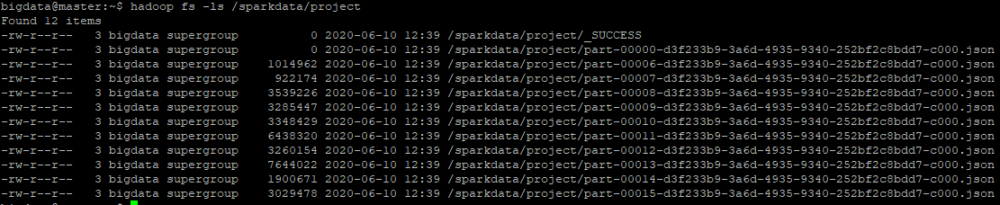 bigdata@master:~$ hadoop fs -ls /sparkdata/project
Found 12 items
-rw-r--r--   3 bigdata supergroup          0 2020-06-10 12:39 /sparkdata/project/_SUCCESS
-rw-r--r--   3 bigdata supergroup          0 2020-06-10 12:39 /sparkdata/project/part-00000-d3f233b9-3a6d-4935-9340-252bf2c8bdd7-c000.json
-rw-r--r--   3 bigdata supergroup    1014962 2020-06-10 12:39 /sparkdata/project/part-00006-d3f233b9-3a6d-4935-9340-252bf2c8bdd7-c000.json
-rw-r--r--   3 bigdata supergroup     922174 2020-06-10 12:39 /sparkdata/project/part-00007-d3f233b9-3a6d-4935-9340-252bf2c8bdd7-c000.json
-rw-r--r--   3 bigdata supergroup    3539226 2020-06-10 12:39 /sparkdata/project/part-00008-d3f233b9-3a6d-4935-9340-252bf2c8bdd7-c000.json
-rw-r--r--   3 bigdata supergroup    3285447 2020-06-10 12:39 /sparkdata/project/part-00009-d3f233b9-3a6d-4935-9340-252bf2c8bdd7-c000.json
-rw-r--r--   3 bigdata supergroup    3348429 2020-06-10 12:39 /sparkdata/project/part-00010-d3f233b9-3a6d-4935-9340-252bf2c8bdd7-c000.json
-rw-r--r--   3 bigdata supergroup    6438320 2020-06-10 12:39 /sparkdata/project/part-00011-d3f233b9-3a6d-4935-9340-252bf2c8bdd7-c000.json
-rw-r--r--   3 bigdata supergroup    3260154 2020-06-10 12:39 /sparkdata/project/part-00012-d3f233b9-3a6d-4935-9340-252bf2c8bdd7-c000.json
-rw-r--r--   3 bigdata supergroup    7644022 2020-06-10 12:39 /sparkdata/project/part-00013-d3f233b9-3a6d-4935-9340-252bf2c8bdd7-c000.json
-rw-r--r--   3 bigdata supergroup    1900671 2020-06-10 12:39 /sparkdata/project/part-00014-d3f233b9-3a6d-4935-9340-252bf2c8bdd7-c000.json
-rw-r--r--   3 bigdata supergroup    3029478 2020-06-10 12:39 /sparkdata/project/part-00015-d3f233b9-3a6d-4935-9340-252bf2c8bdd7-c000.json